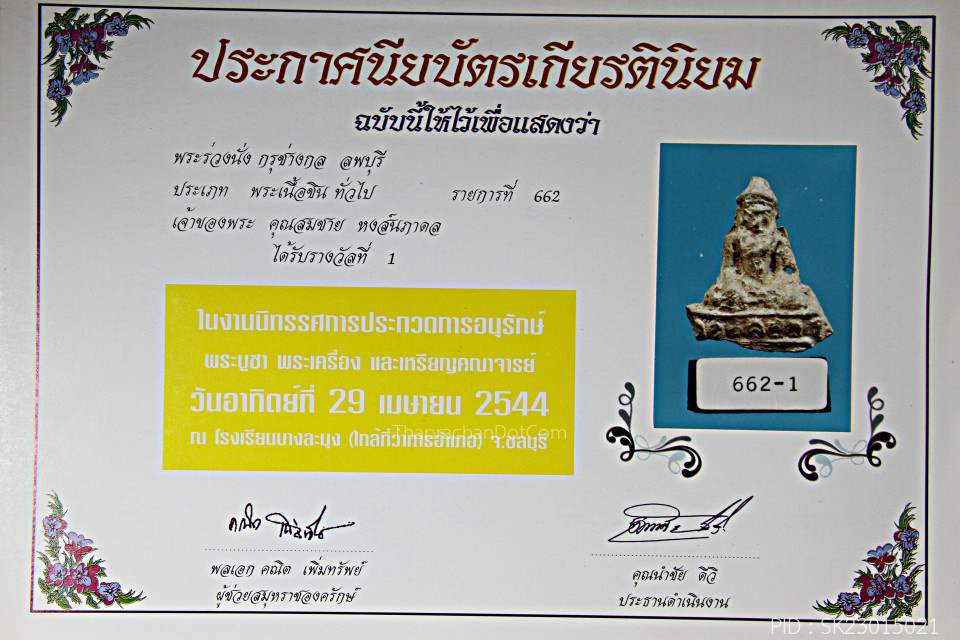 ประกาศนียบัตรเกียรตินิยม
ฉบับนี้ให้ไว้เพื่อแสดงว่า
พระร่วงนั่ง กรุช่างกล ลพบุรี
ประเภท พระเนื้อชิน ทั่วไป รายการที่ 662
เจ้าของพระ คุณสมชาย หงส์นภาดล
ได้รับรางวัลที่ 1
ในงานนิทรรศการประกวดการอนุรักษ์
พระบูชา พระเครื่อง และเหรียญคณาจารย์
วันอาทิตย์ที่ 29 เมษายน 2544
ณ โรงเรียนบางละมุง (ใกล้ที่ว่าการอำเภอ) จ.ชลบุรี
ThaprachanDotCom
662-1
พลเอก คณิต เพิ่มทรัพย์
ผู้ช่วยสมุหราชองครักษ์
คุณนำชัย ดีวิ
ประธานดำเนินงาน
PID : SK23015021